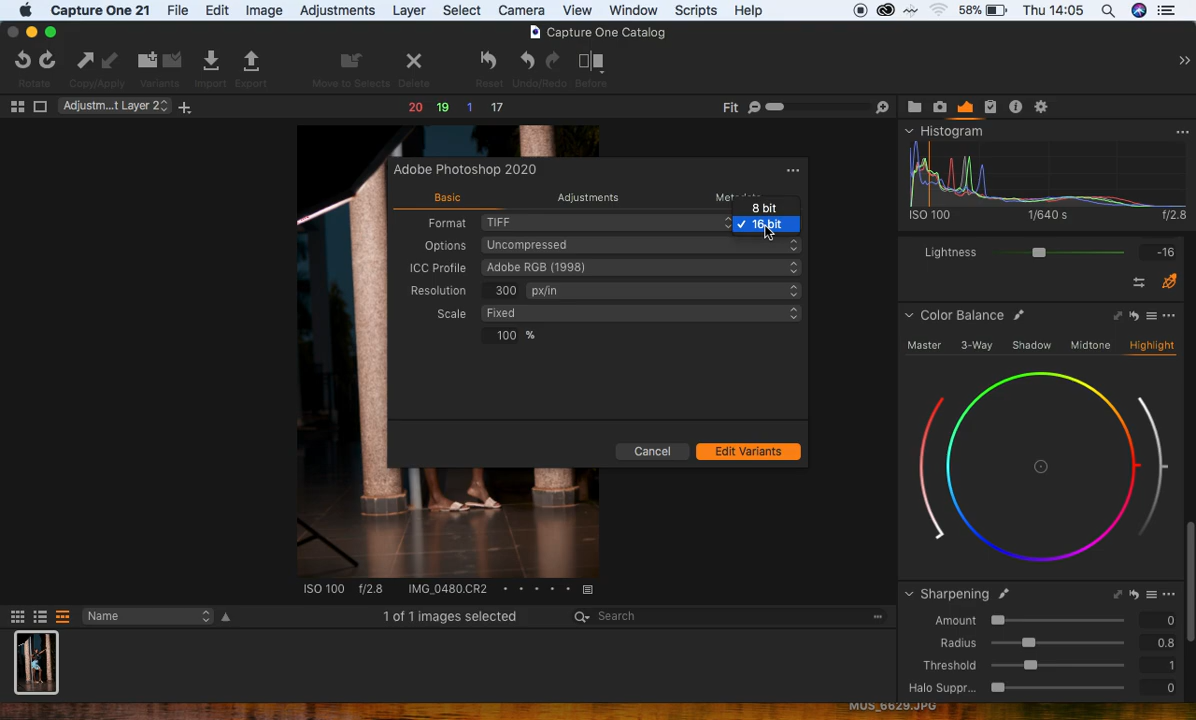 Capture One 21 File Edit Image Adjustments Layer Select Camera View Window Scripts Help 58% Thu 14:05
Capture One Catalog
Rotate Copy/Apply Variants Import Export Move to Selects Delete Reset Undo/Redo Before
Adjustm...t Layer 2 20 19 1 17 Fit
Histogram
ISO 100 1/640 s f/2.8
Adobe Photoshop 2020
Basic Adjustments
8 bit
16 bit
Format TIFF
Options Uncompressed
ICC Profile Adobe RGB (1998)
Resolution 300 px/in
Scale Fixed
100 %
Cancel Edit Variants
Lightness -16
Color Balance
Master 3-Way Shadow Midtone Highlight
Sharpening
Amount 0
Radius 0.8
Threshold 1
Halo Suppr... 0
ISO 100 f/2.8 IMG_0480.CR2
Name 1 of 1 images selected Search
MUS_6629.JPG